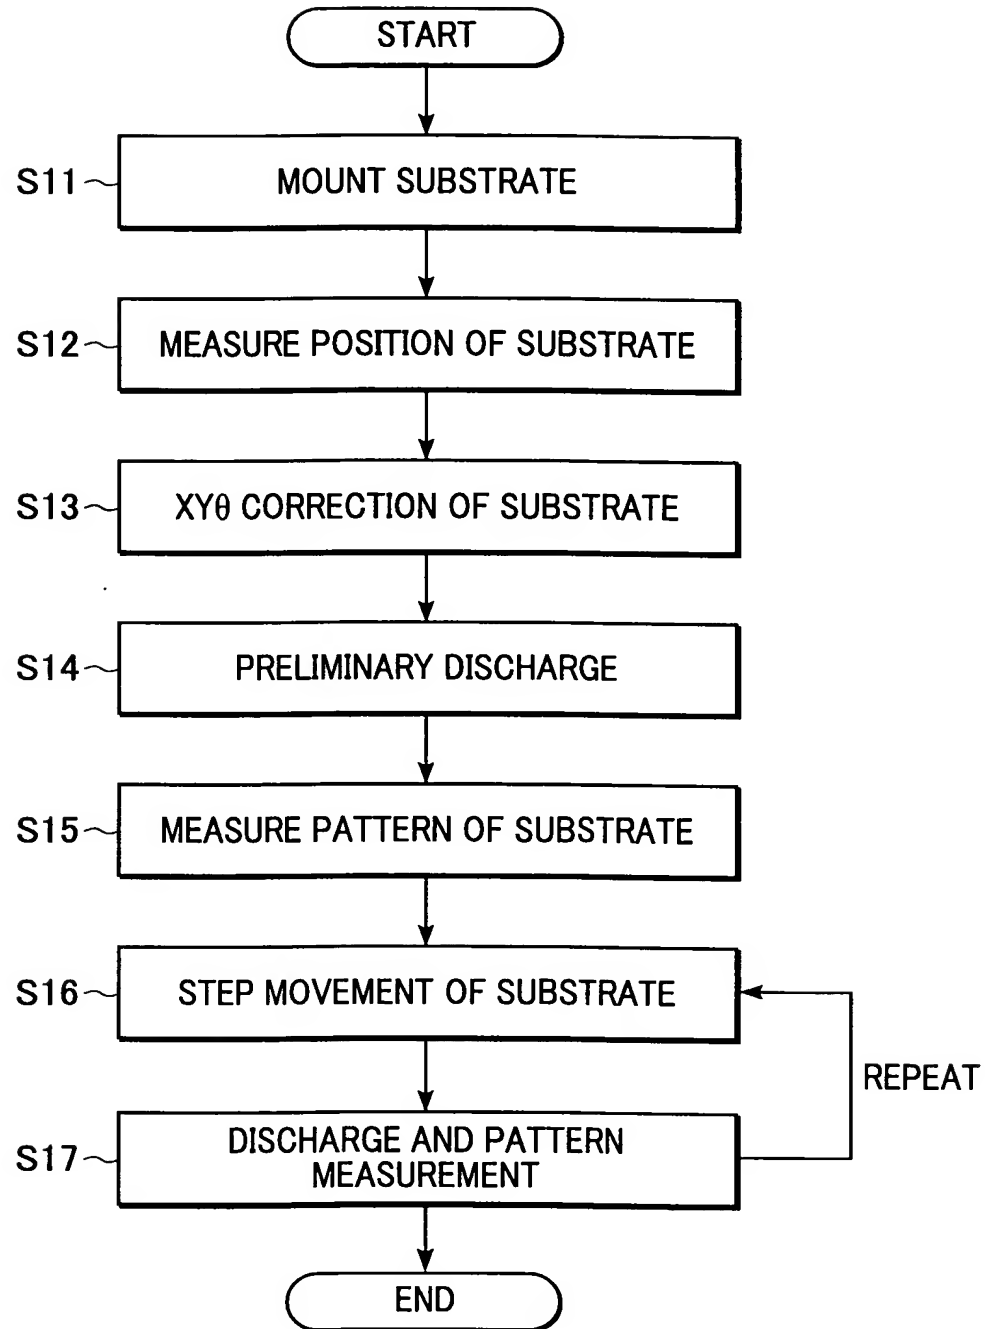 START
S11 MOUNT SUBSTRATE
S12 MEASURE POSITION OF SUBSTRATE
S13 XYθ CORRECTION OF SUBSTRATE
S14 PRELIMINARY DISCHARGE
S15 MEASURE PATTERN OF SUBSTRATE
S16 STEP MOVEMENT OF SUBSTRATE
REPEAT
S17 DISCHARGE AND PATTERN
MEASUREMENT
END